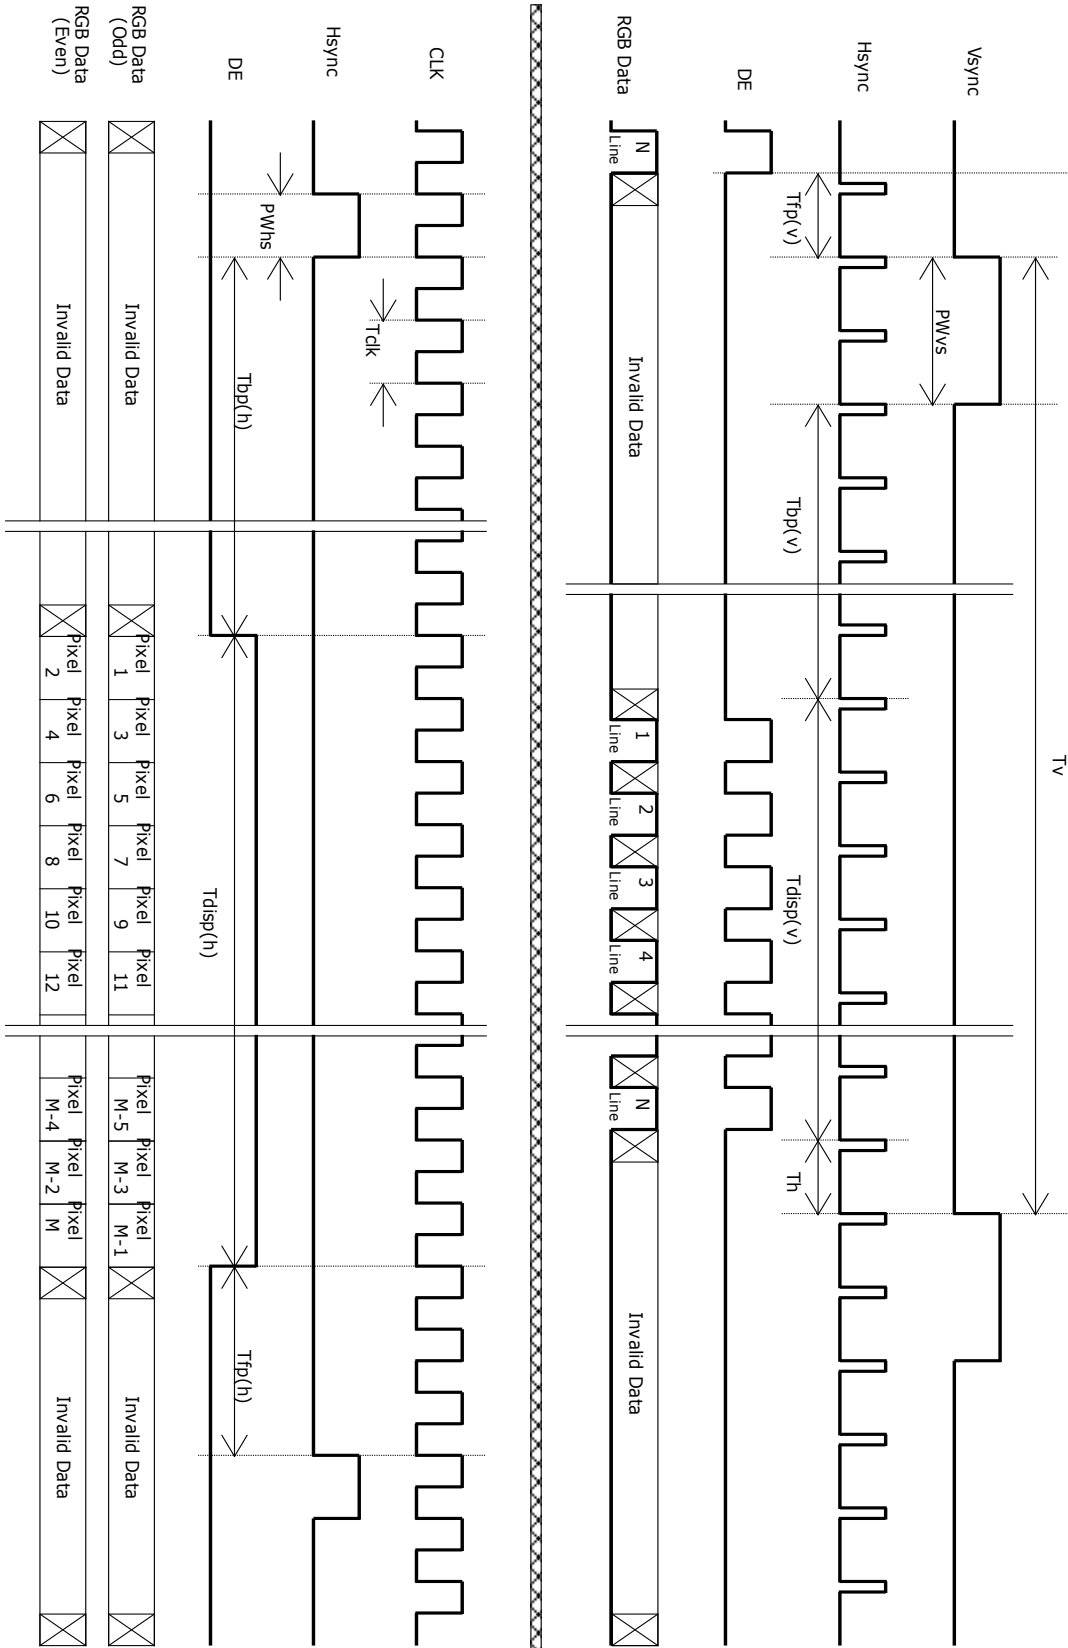 Tv
Vsync
PWvs
Hsync
Tfp(v) Tbp(v) Tdisp(v) Th
DE
RGB Data
N 1 2 3 4 N
Invalid Data Invalid Data
Line Line Line Line Line Line
CLK
Tclk
Hsync
PWhs
Tbp(h) Tfp(h)
DE
Tdisp(h)
RGB Data
(Odd)
Pixel Pixel Pixel Pixel Pixel Pixel Pixel Pixel Pixel
Invalid Data 1 3 5 7 9 11 M-5 M-3 M-1 Invalid Data
RGB Data
(Even)
Pixel Pixel Pixel Pixel Pixel Pixel Pixel Pixel Pixel
Invalid Data 2 4 6 8 10 12 M-4 M-2 M Invalid Data